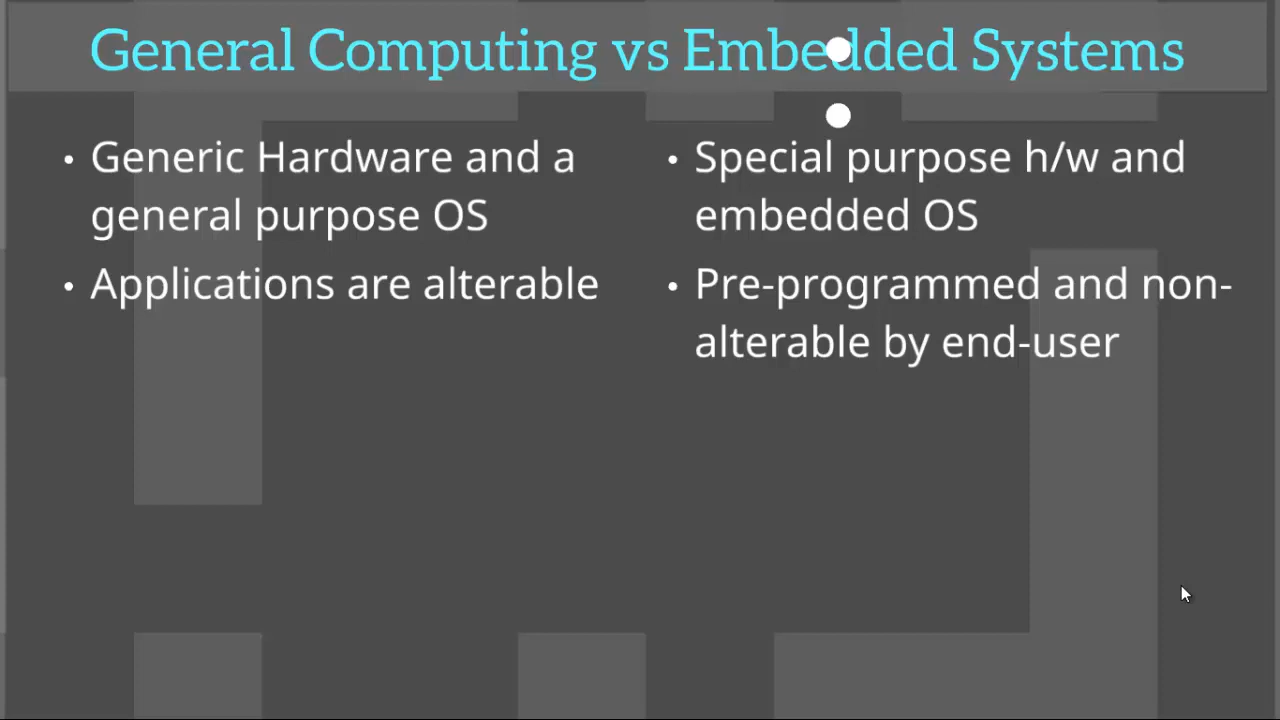 General Computing vs Embedded Systems
• Generic Hardware and a
general purpose OS
• Applications are alterable
• Special purpose h/w and
embedded OS
• Pre-programmed and non-
alterable by end-user